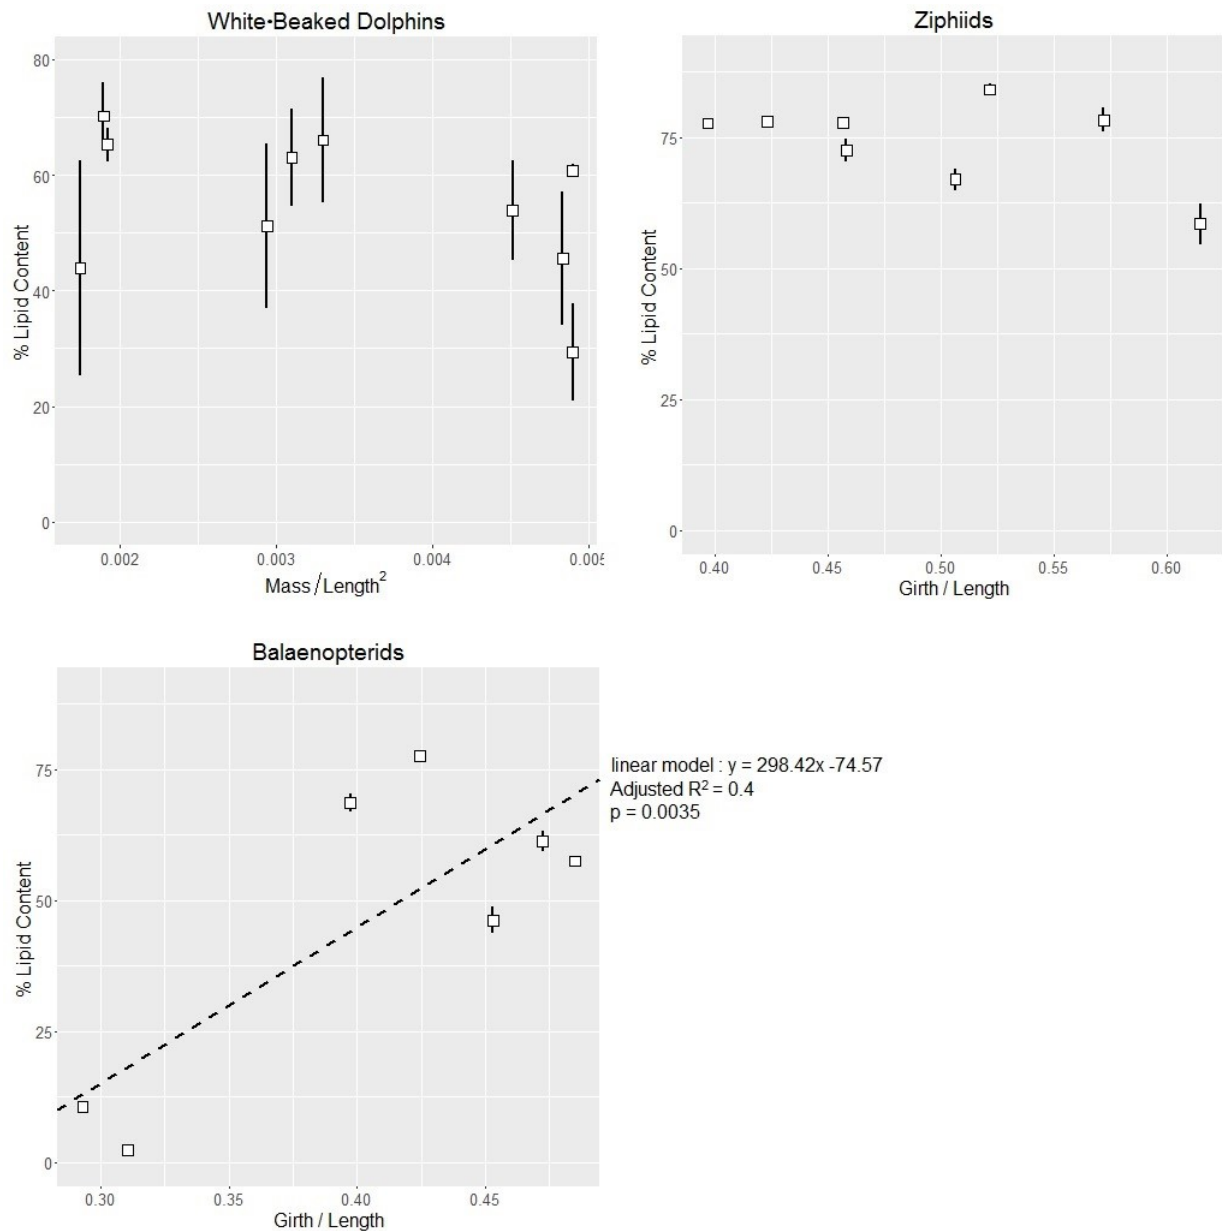 White-Beaked Dolphins
80
60
40
20
0
% Lipid Content
0.002 0.003 0.004 0.005
Mass / Length²
Ziphiids
75
50
25
0
% Lipid Content
0.40 0.45 0.50 0.55 0.60
Girth / Length
Balaenopterids
75
50
25
0
% Lipid Content
0.30 0.35 0.40 0.45
Girth / Length
linear model : y = 298.42x -74.57
Adjusted R² = 0.4
p = 0.0035